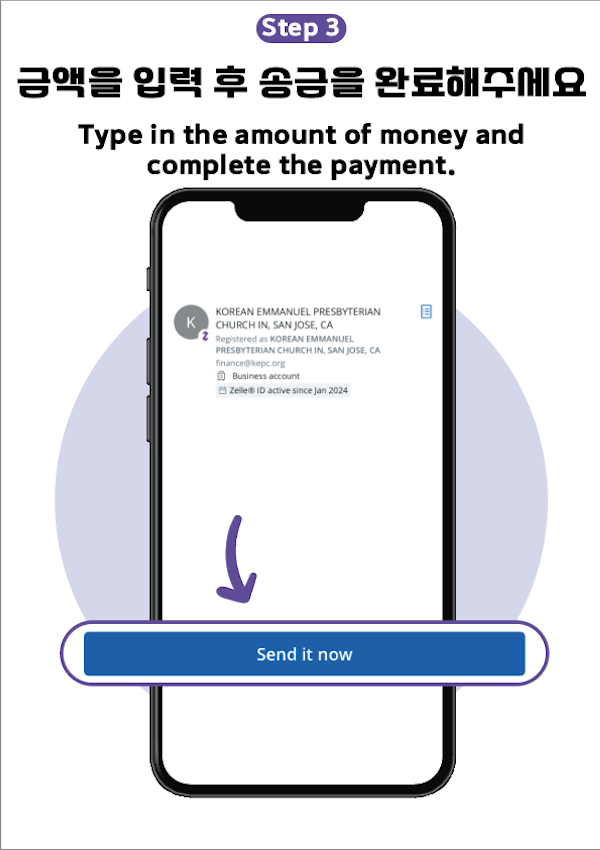 Step 3
금액을 입력 후 송금을 완료해주세요
Type in the amount of money and
complete the payment.
K
KOREAN EMMANUEL PRESBYTERIAN
CHURCH IN, SAN JOSE, CA
Registered as KOREAN EMMANUEL
PRESBYTERIAN CHURCH IN, SAN JOSE, CA
finance@kepc.org
Business account
Zelle® ID active since Jan 2024
Send it now